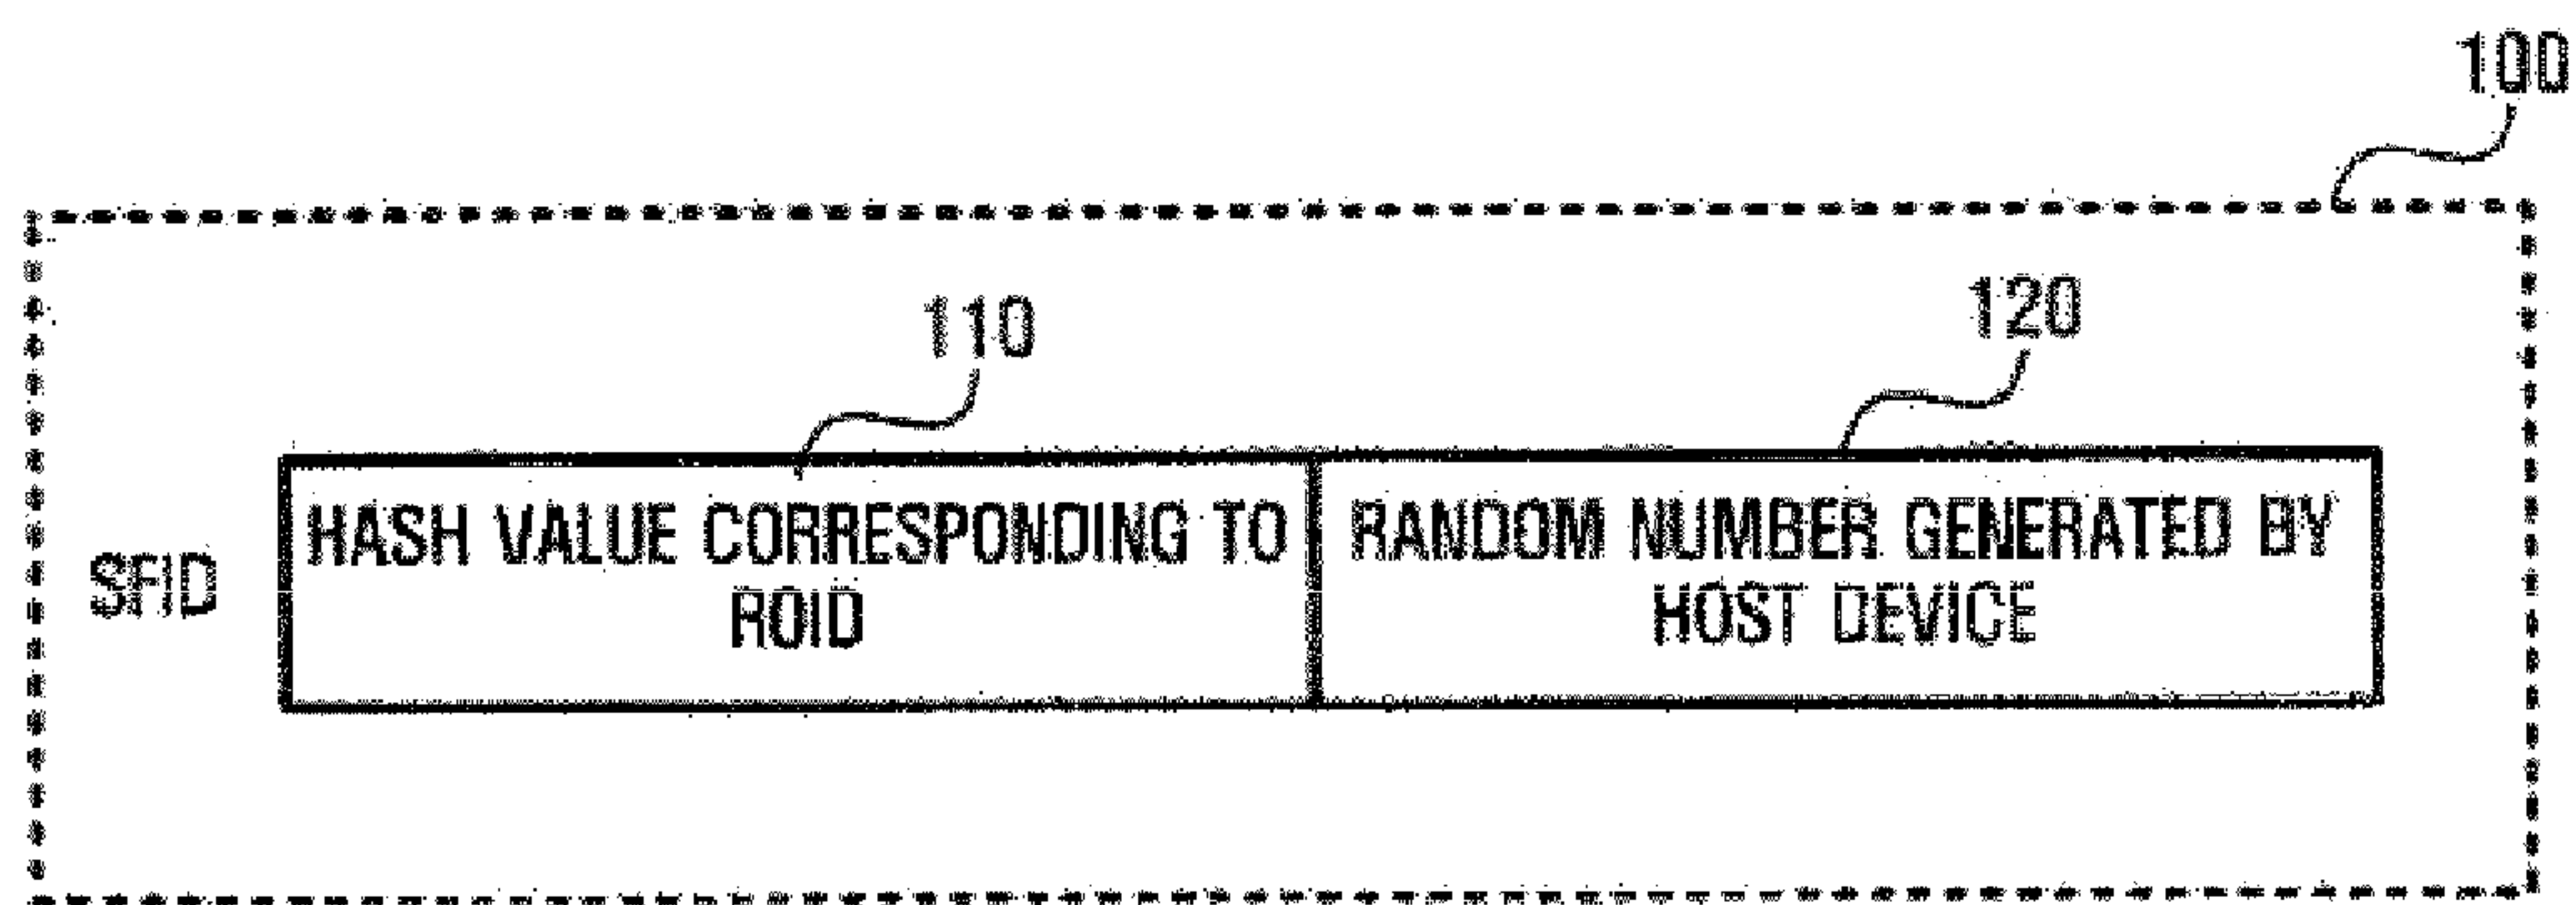 100
110
120
SFID
HASH VALUE CORRESPONDING TO
ROID
RANDOM NUMBER GENERATED BY
HOST DEVICE